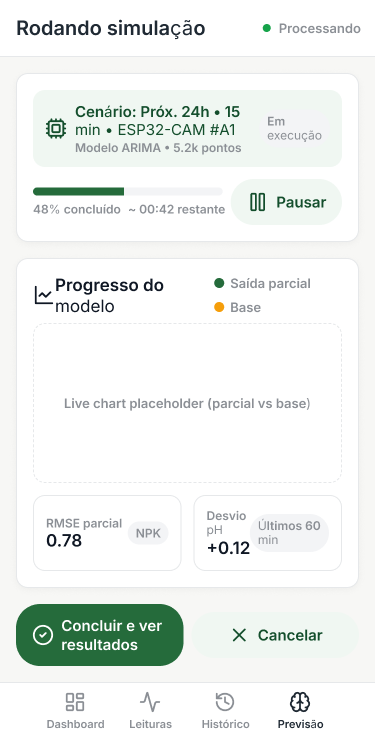 Rodando simulação
Processando
Cenário: Próx. 24h • 15
min • ESP32-CAM #A1
Modelo ARIMA • 5.2k pontos
Em
execução
48% concluído
~ 00:42 restante
Pausar
Progresso do
modelo
Saída parcial
Base
Live chart placeholder (parcial vs base)
RMSE parcial
0.78
NPK
Desvio
pH
+0.12
Últimos 60
min
Concluir e ver
resultados
Cancelar
Dashboard
Leituras
Histórico
Previsão